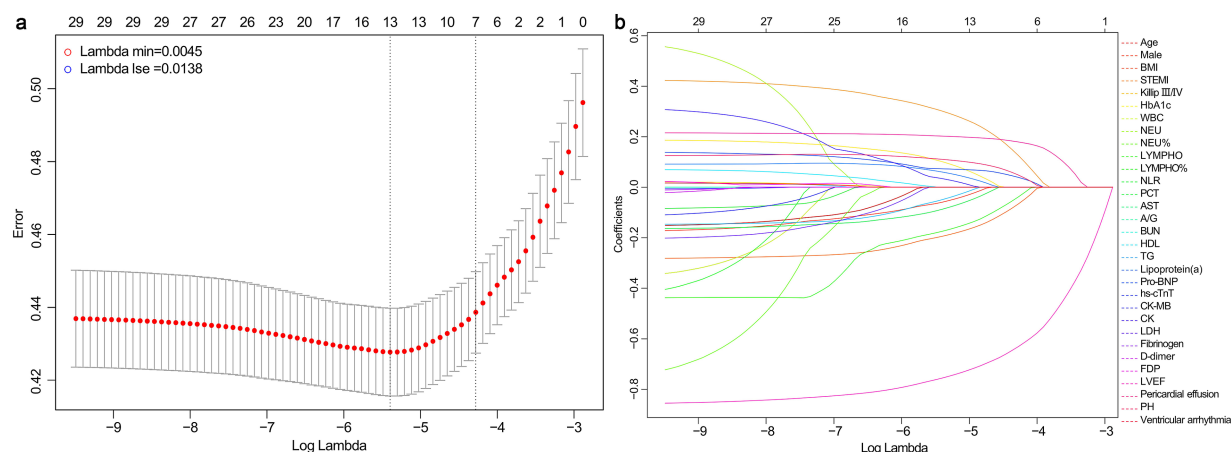 a
29 29 29 29 28 27 27 25 20 17 16 16 13 13 10 7 6 2 2 1 0
Lambda min=0.0045
Lambda lse =0.0138
Error
0.50
0.48
0.46
0.44
0.42
−9 −8 −7 −6 −5 −4 −3
Log Lambda
b
29 27 25 16 13 6 1
Coefficients
0.6
0.4
0.2
0.0
−0.2
−0.4
−0.6
−0.8
−9 −8 −7 −6 −5 −4 −3
Log Lambda
Age
Male
BMI
STEMI
Killip III/IV
HbA1c
WBC
NEU
NEU%
LYMPHO
LYMPHO%
NLR
PCT
AST
A/G
BUN
HDL
TG
Lipoprotein(a)
Pro-BNP
hs-cTnT
CK-MB
CK
LDH
Fibrinogen
D-dimer
FDP
LVEF
Pericardial effusion
PH
Ventricular arrhythmia